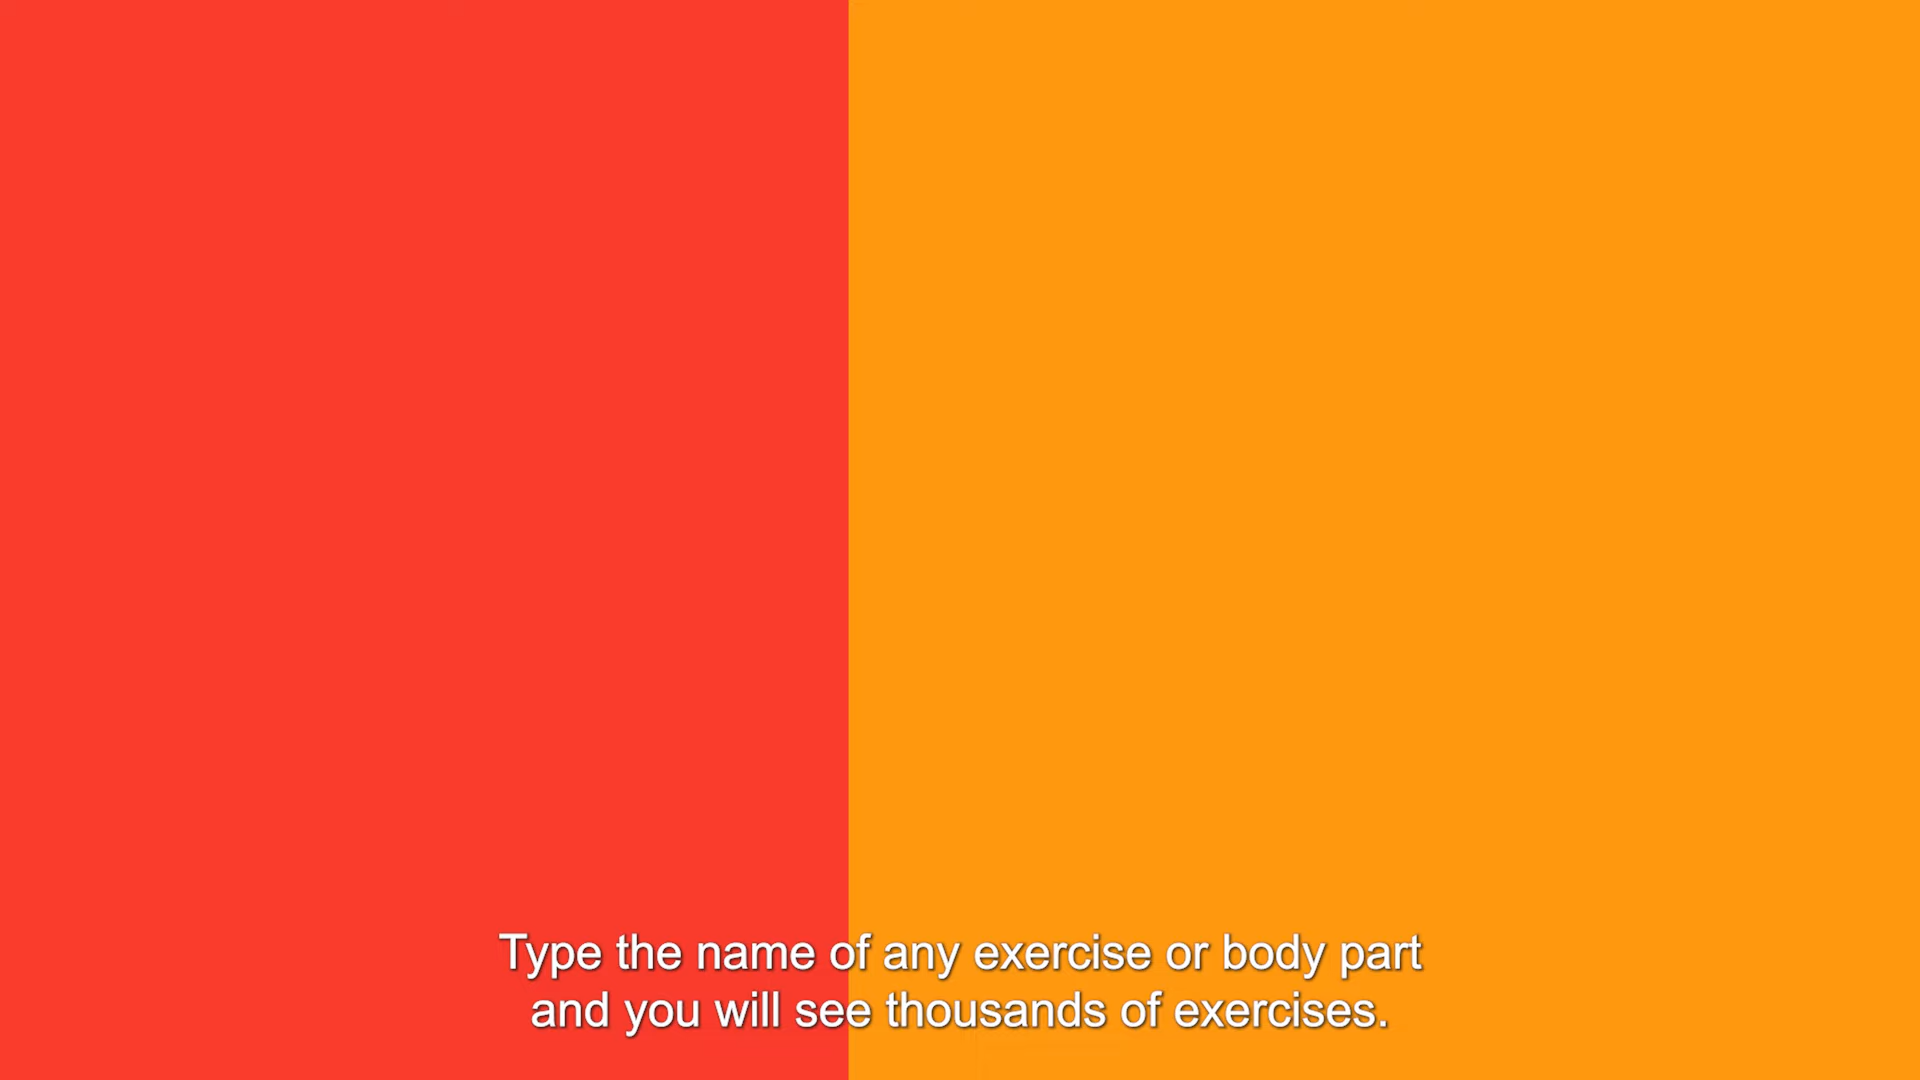 Type the name of any exercise or body part
and you will see thousands of exercises.